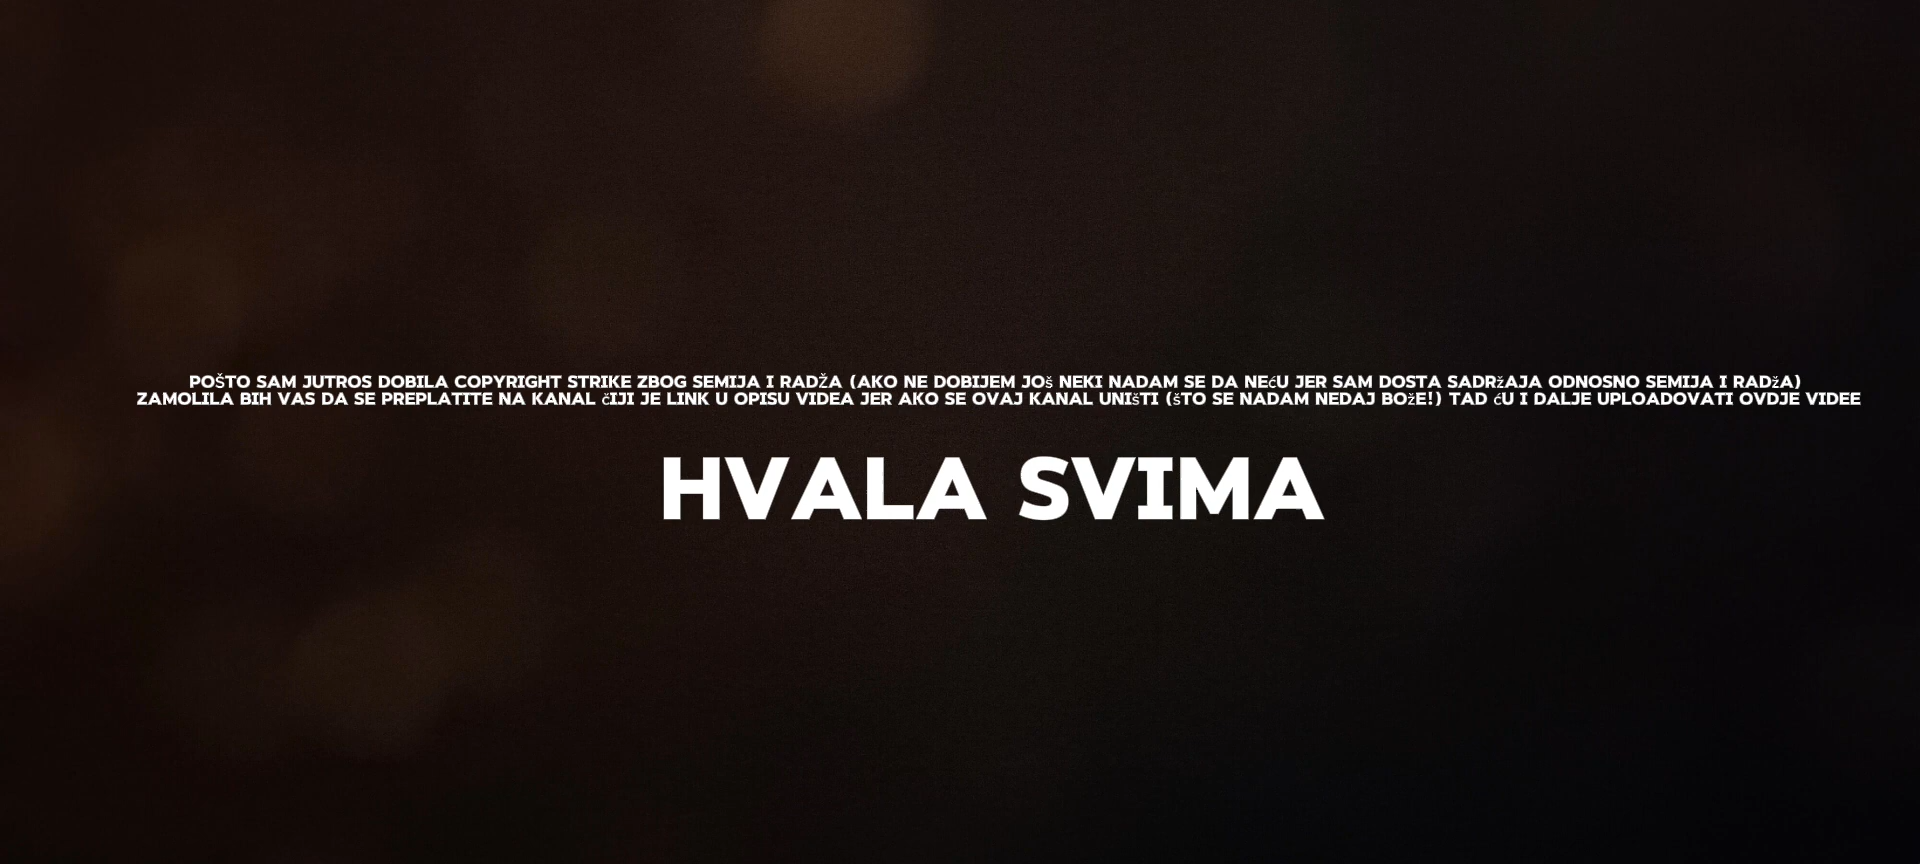 POŠTO SAM JUTROS DOBILA COPYRIGHT STRIKE ZBOG SEMIJA I RADŽA (AKO NE DOBIJEM JOš NEKI NADAM SE DA NEćU JER SAM DOSTA SADRžAJA ODNOSNO SEMIJA I RADžA)
ZAMOLILA BIH VAS DA SE PREPLATITE NA KANAL čIJI JE LINK U OPISU VIDEA JER AKO SE OVAJ KANAL UNIšTI (šTO SE NADAM NEDAJ BOžE!) TAD ćU I DALJE UPLOADOVATI OVDJE VIDEE
HVALA SVIMA